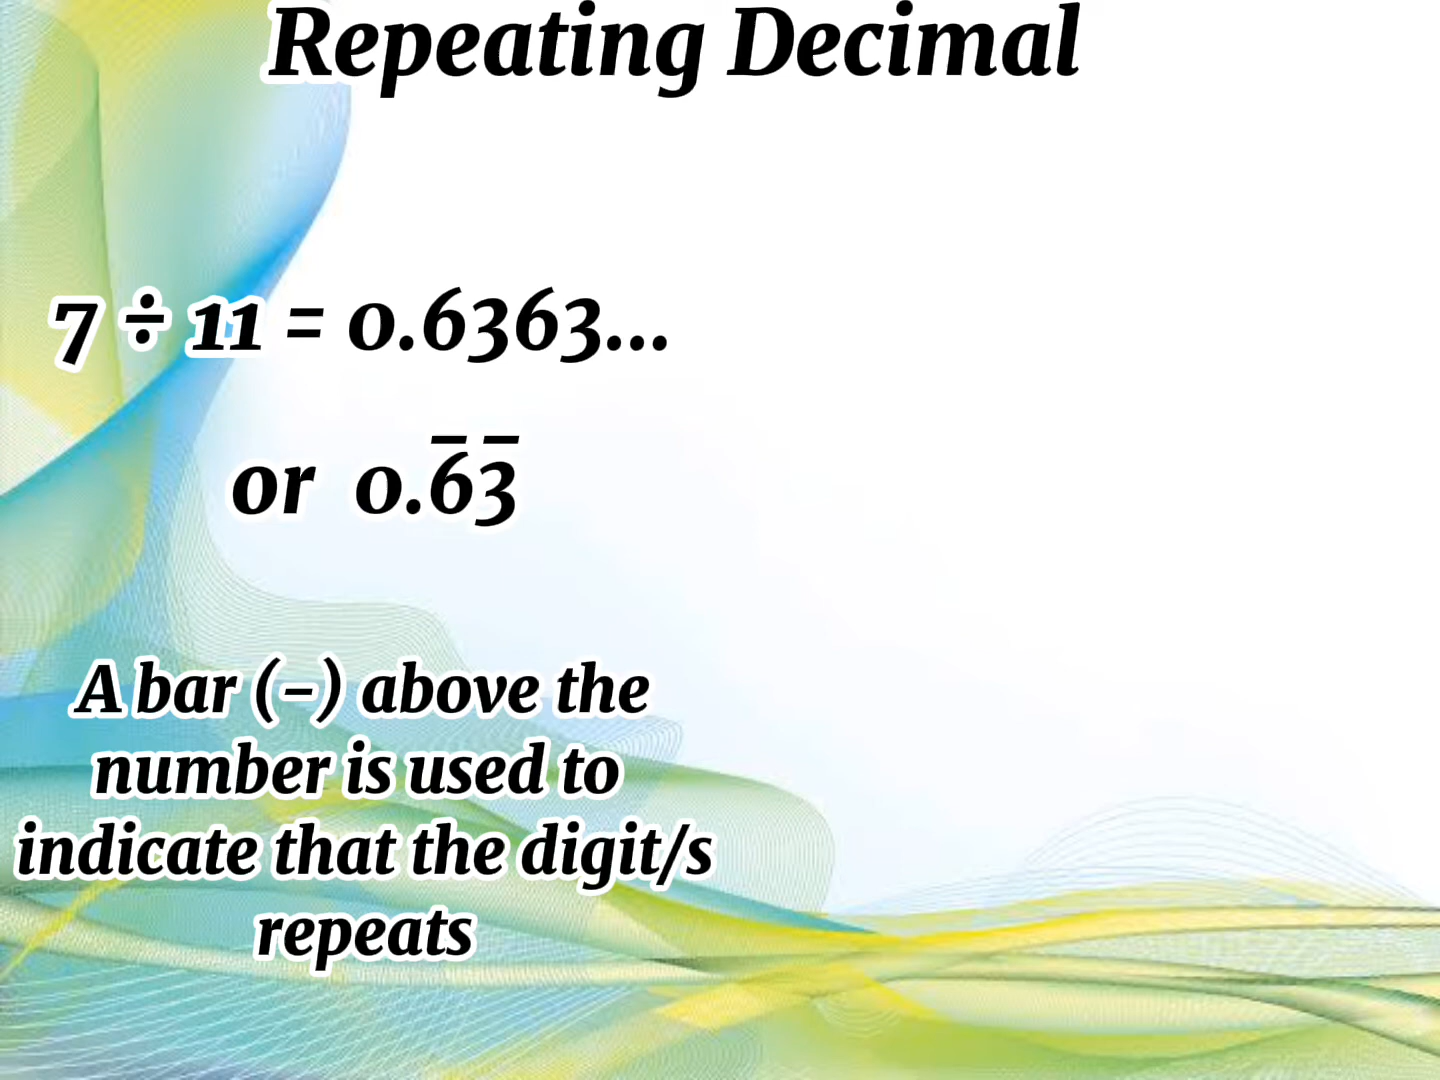 Repeating Decimal
7 ÷ 11 = 0.6363...
or 0.6̅3̅
A bar (–) above the
number is used to
indicate that the digit/s
repeats